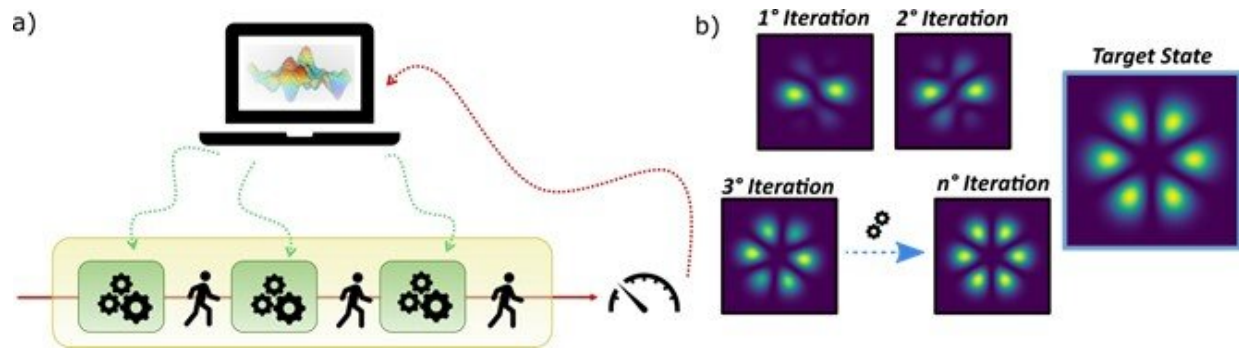 a)
b)
1° Iteration
2° Iteration
Target State
3° Iteration
n° Iteration